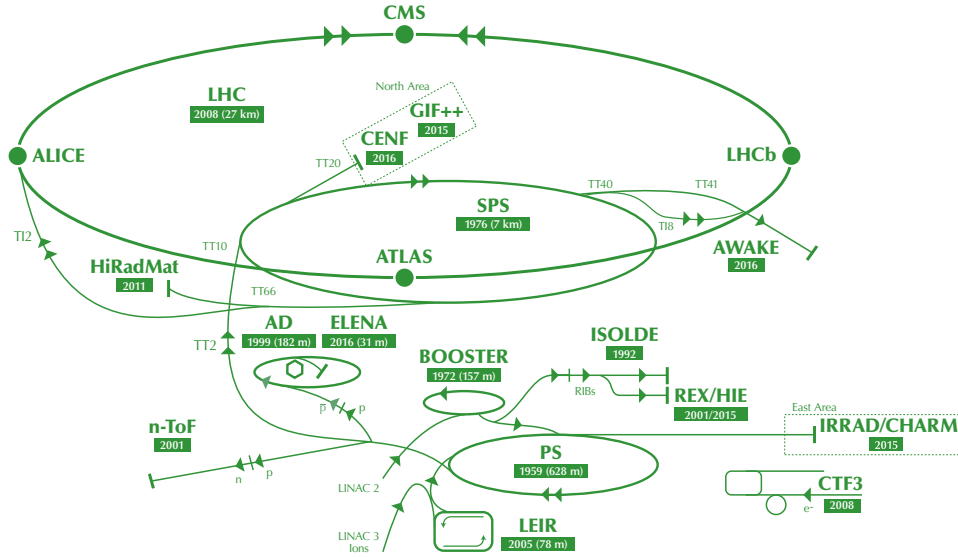 CMS
LHC
2008 (27 km)
North Area
GIF++
2015
CENF
2016
TT20
ALICE
LHCb
TT40
TT41
SPS
1976 (7 km)
TI8
TI2
TT10
ATLAS
AWAKE
2016
HiRadMat
2011
TT66
AD
1999 (182 m)
ELENA
2016 (31 m)
TT2
BOOSTER
1972 (157 m)
ISOLDE
1992
RIBs
REX/HIE
2001/2015
p̅
p
East Area
IRRAD/CHARM
2015
n-ToF
2001
n
p
PS
1959 (628 m)
LINAC 2
CTF3
2008
e-
LINAC 3
Ions
LEIR
2005 (78 m)